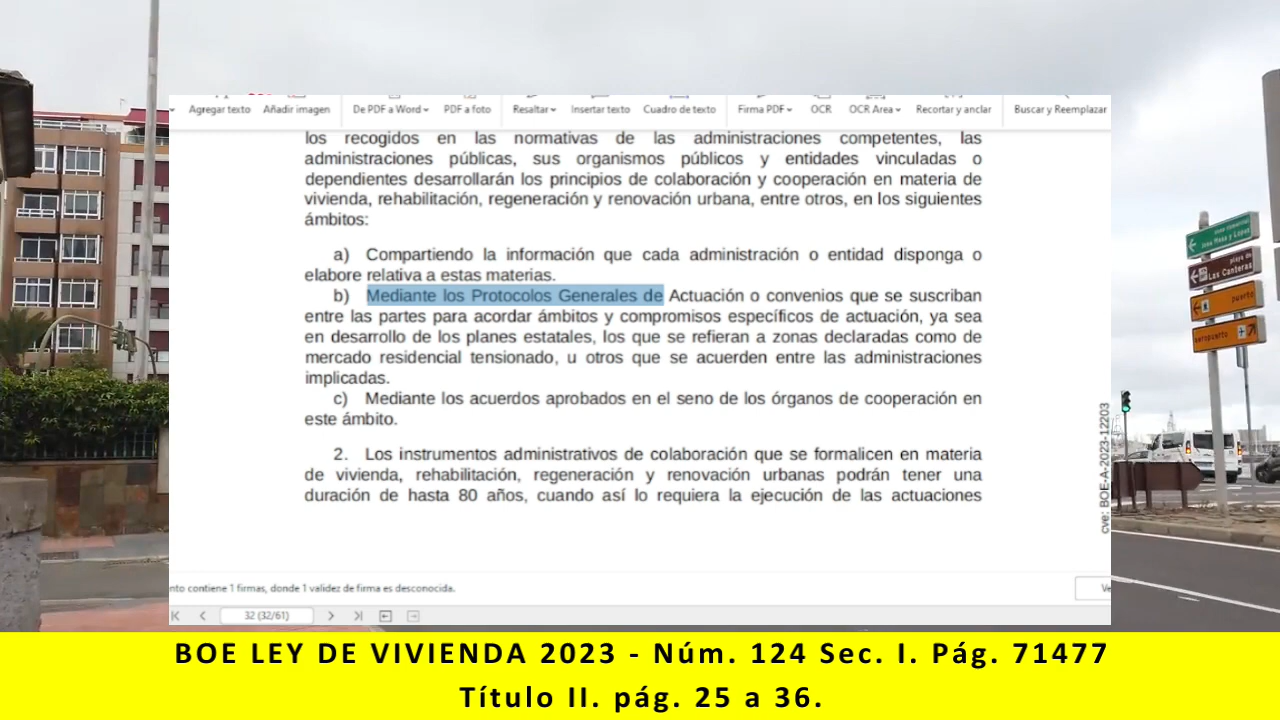 Agregar texto Añadir imagen De PDF a Word PDF a foto Resaltar Insertar texto Cuadro de texto Firma PDF OCR OCR Area Recortar y anclar Buscar y Reemplazar
los recogidos en las normativas de las administraciones competentes, las
administraciones públicas, sus organismos públicos y entidades vinculadas o
dependientes desarrollarán los principios de colaboración y cooperación en materia de
vivienda, rehabilitación, regeneración y renovación urbana, entre otros, en los siguientes
ámbitos:
a) Compartiendo la información que cada administración o entidad disponga o
elabore relativa a estas materias.
b) Mediante los Protocolos Generales de Actuación o convenios que se suscriban
entre las partes para acordar ámbitos y compromisos específicos de actuación, ya sea
en desarrollo de los planes estatales, los que se refieran a zonas declaradas como de
mercado residencial tensionado, u otros que se acuerden entre las administraciones
implicadas.
c) Mediante los acuerdos aprobados en el seno de los órganos de cooperación en
este ámbito.
2. Los instrumentos administrativos de colaboración que se formalicen en materia
de vivienda, rehabilitación, regeneración y renovación urbanas podrán tener una
duración de hasta 80 años, cuando así lo requiera la ejecución de las actuaciones
cve: BOE-A-2023-12203
nto contiene 1 firmas, donde 1 validez de firma es desconocida.
Ve
32 (32/61)
José Mesa y López
playa de
Las Canteras
puerto
aeropuerto
BOE LEY DE VIVIENDA 2023 - Núm. 124 Sec. I. Pág. 71477
Título II. pág. 25 a 36.